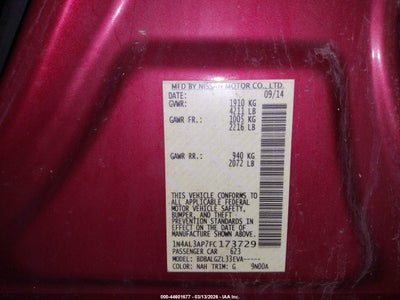 MFD BY NISSAN MOTOR CO., LTD.
DATE: 09/14
GVWR: 1910 KG
4211 LB
GAWR FR.: 1005 KG
2216 LB
GAWR RR.: 940 KG
2072 LB
THIS VEHICLE CONFORMS TO
ALL APPLICABLE FEDERAL
MOTOR VEHICLE SAFETY,
BUMPER, AND THEFT
PREVENTION STANDARDS
IN EFFECT ON THE DATE OF
MANUFACTURE SHOWN ABOVE.
1N4AL3AP7FC173729
PASSENGER CAR 623
MODEL: BDBALGZL33EVA-----
COLOR: NAH TRIM: G 9N00A
000-44601677 - 03/13/2026 - ©IAA Holdings, LLC